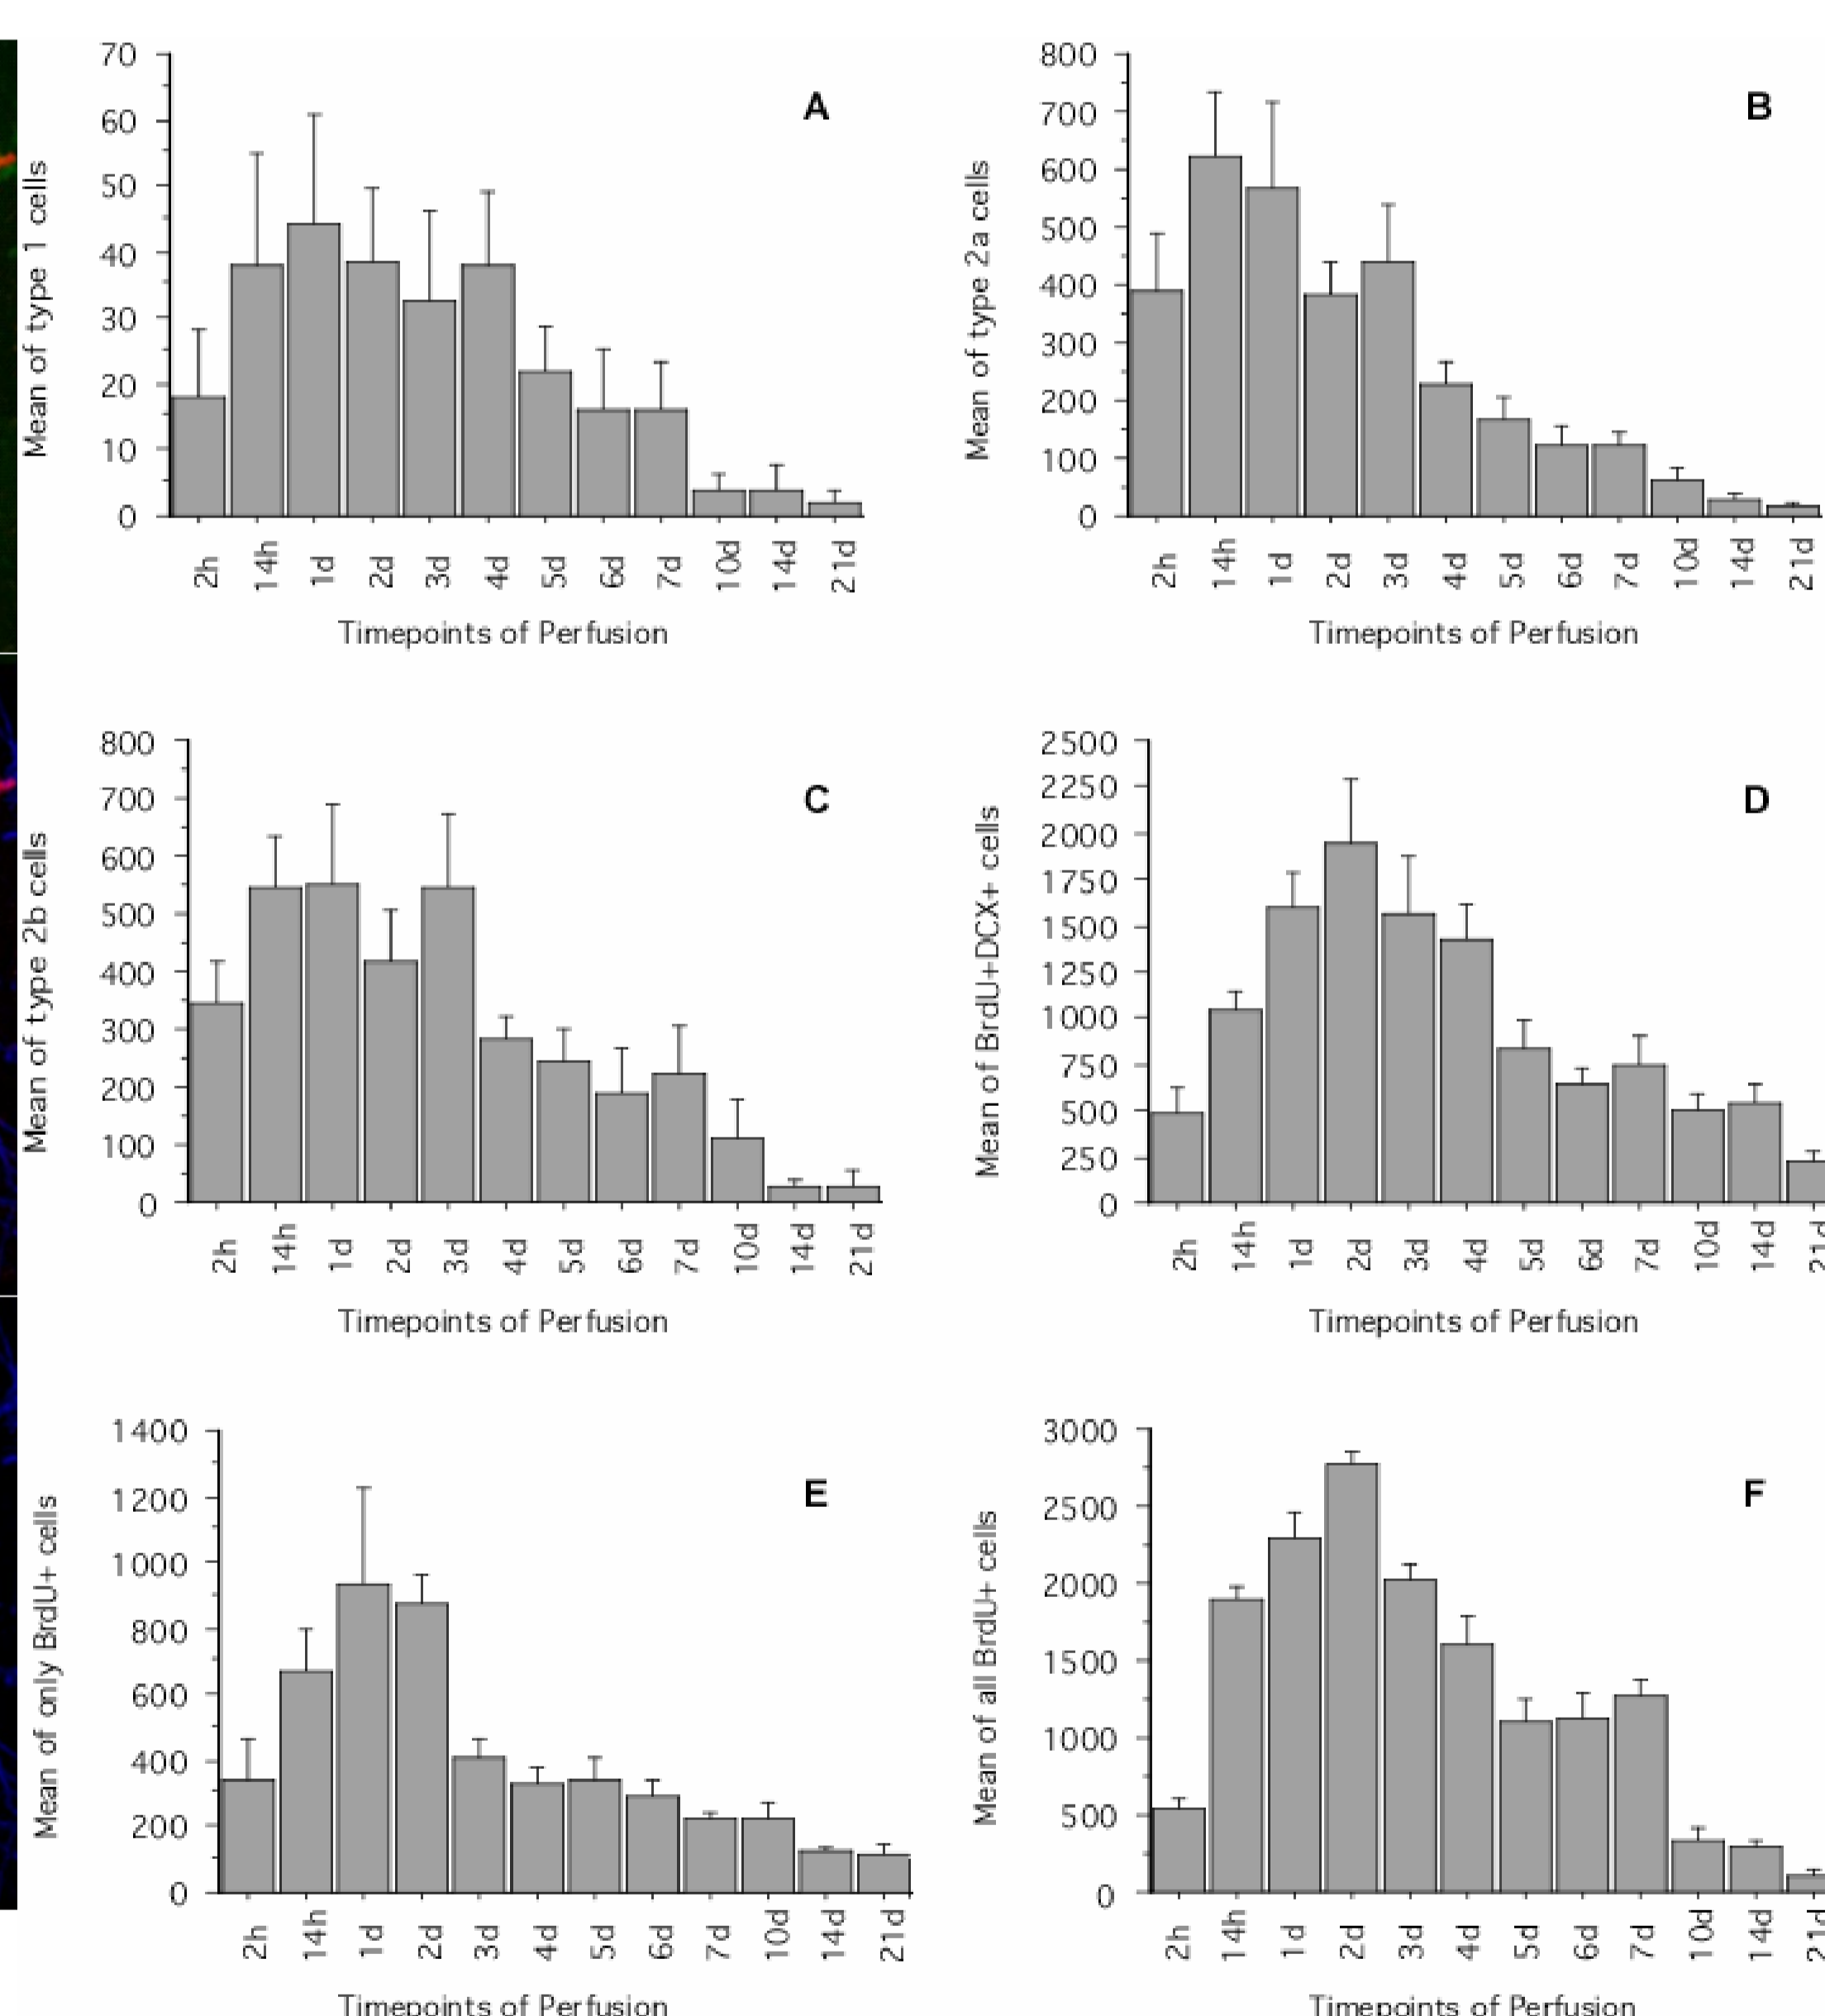 A
Mean of type 1 cells
70
60
50
40
30
20
10
0
2h 14h 1d 2d 3d 4d 5d 6d 7d 10d 14d 21d
Timepoints of Perfusion
B
Mean of type 2a cells
800
700
600
500
400
300
200
100
0
2h 14h 1d 2d 3d 4d 5d 6d 7d 10d 14d 21d
Timepoints of Perfusion
C
Mean of type 2b cells
800
700
600
500
400
300
200
100
0
2h 14h 1d 2d 3d 4d 5d 6d 7d 10d 14d 21d
Timepoints of Perfusion
D
Mean of BrdU+DCX+ cells
2500
2250
2000
1750
1500
1250
1000
750
500
250
0
2h 14h 1d 2d 3d 4d 5d 6d 7d 10d 14d 21d
Timepoints of Perfusion
E
Mean of only BrdU+ cells
1400
1200
1000
800
600
400
200
0
2h 14h 1d 2d 3d 4d 5d 6d 7d 10d 14d 21d
Timepoints of Perfusion
F
Mean of all BrdU+ cells
3000
2500
2000
1500
1000
500
0
2h 14h 1d 2d 3d 4d 5d 6d 7d 10d 14d 21d
Timepoints of Perfusion